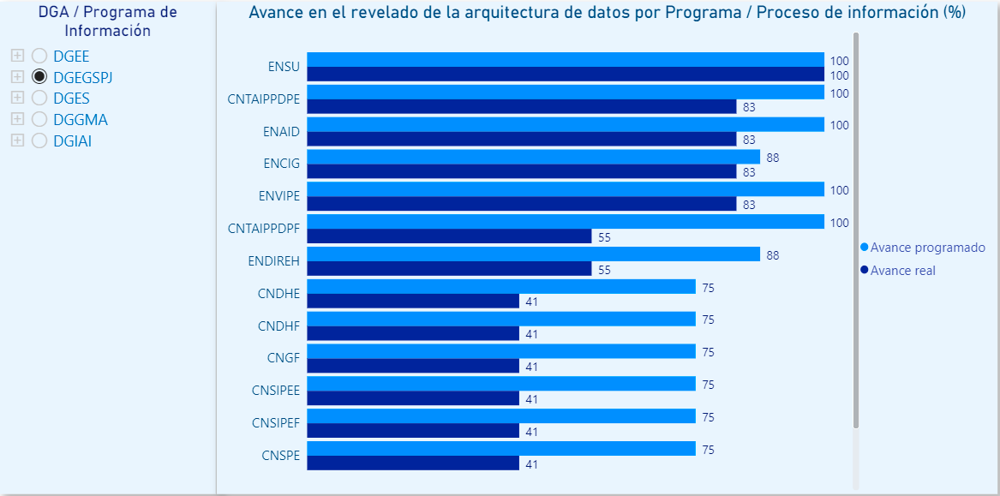 DGA / Programa de
Información
DGEE
DGEGSPJ
DGES
DGGMA
DGIAI
Avance en el revelado de la arquitectura de datos por Programa / Proceso de información (%)
ENSU
100
100
CNTAIPPDPE
100
83
ENAID
100
83
ENCIG
88
83
ENVIPE
100
83
CNTAIPPDPF
100
55
ENDIREH
88
55
CNDHE
75
41
CNDHF
75
41
CNGF
75
41
CNSIPEE
75
41
CNSIPEF
75
41
CNSPE
75
41
Avance programado
Avance real